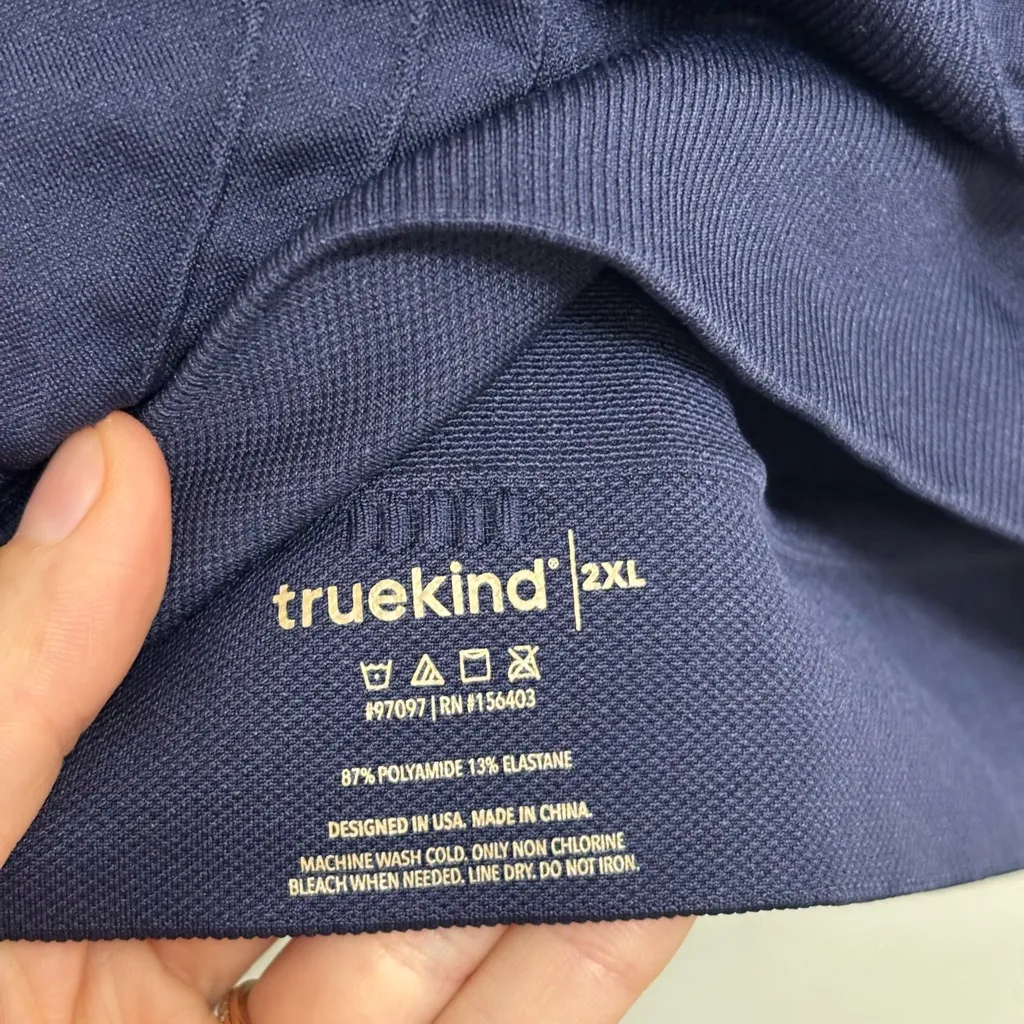 truekind® | 2XL
#97097 | RN #156403
87% POLYAMIDE 13% ELASTANE
DESIGNED IN USA. MADE IN CHINA.
MACHINE WASH COLD. ONLY NON CHLORINE
BLEACH WHEN NEEDED. LINE DRY. DO NOT IRON.